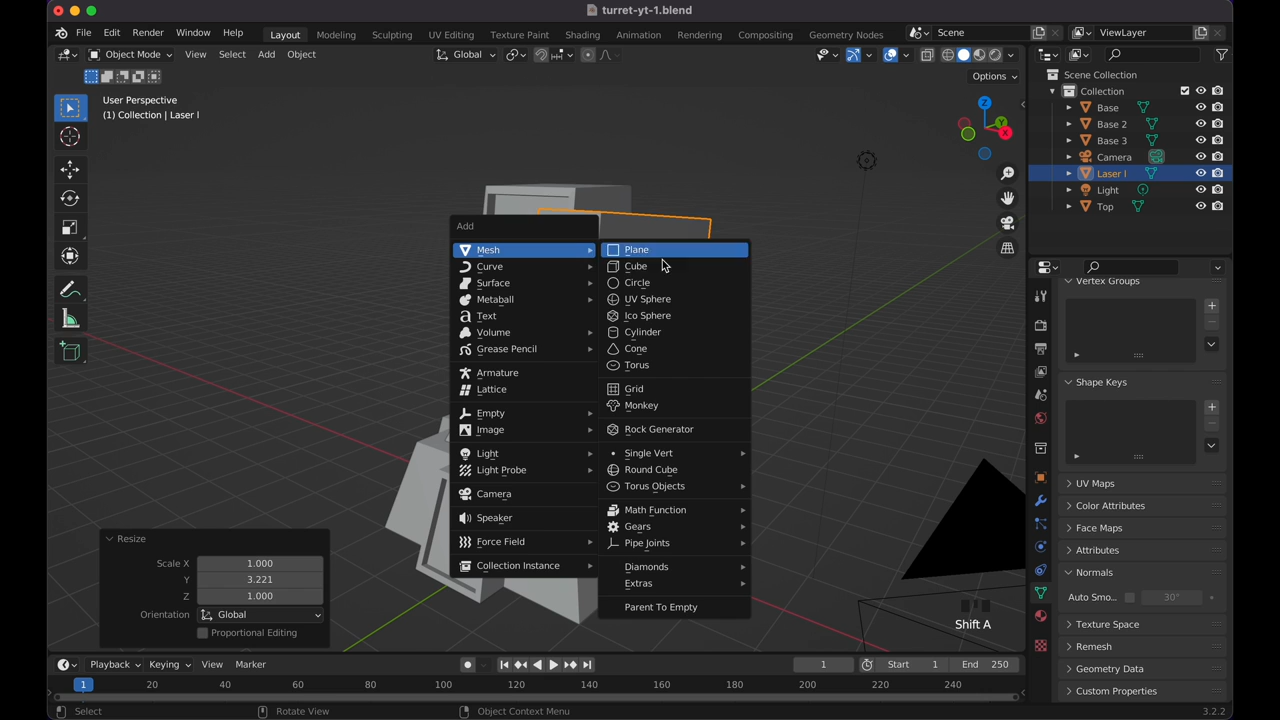 turret-yt-1.blend
File Edit Render Window Help Layout Modeling Sculpting UV Editing Texture Paint Shading Animation Rendering Compositing Geometry Nodes Scene ViewLayer
Object Mode View Select Add Object Global
Options
User Perspective
(1) Collection | Laser l
Scene Collection
Collection
Base
Base 2
Base 3
Camera
Laser l
Light
Top
Z
Y
X
Add
Mesh
Curve
Surface
Metaball
Text
Volume
Grease Pencil
Armature
Lattice
Empty
Image
Light
Light Probe
Camera
Speaker
Force Field
Collection Instance
Plane
Cube
Circle
UV Sphere
Ico Sphere
Cylinder
Cone
Torus
Grid
Monkey
Rock Generator
Single Vert
Round Cube
Torus Objects
Math Function
Gears
Pipe Joints
Diamonds
Extras
Parent To Empty
Vertex Groups
Shape Keys
UV Maps
Color Attributes
Face Maps
Attributes
Normals
Auto Smo... 30°
Texture Space
Remesh
Geometry Data
Custom Properties
Resize
Scale X 1.000
Y 3.221
Z 1.000
Orientation Global
Proportional Editing
Shift A
Playback Keying View Marker 1 Start 1 End 250
1 20 40 60 80 100 120 140 160 180 200 220 240
Select Rotate View Object Context Menu 3.2.2